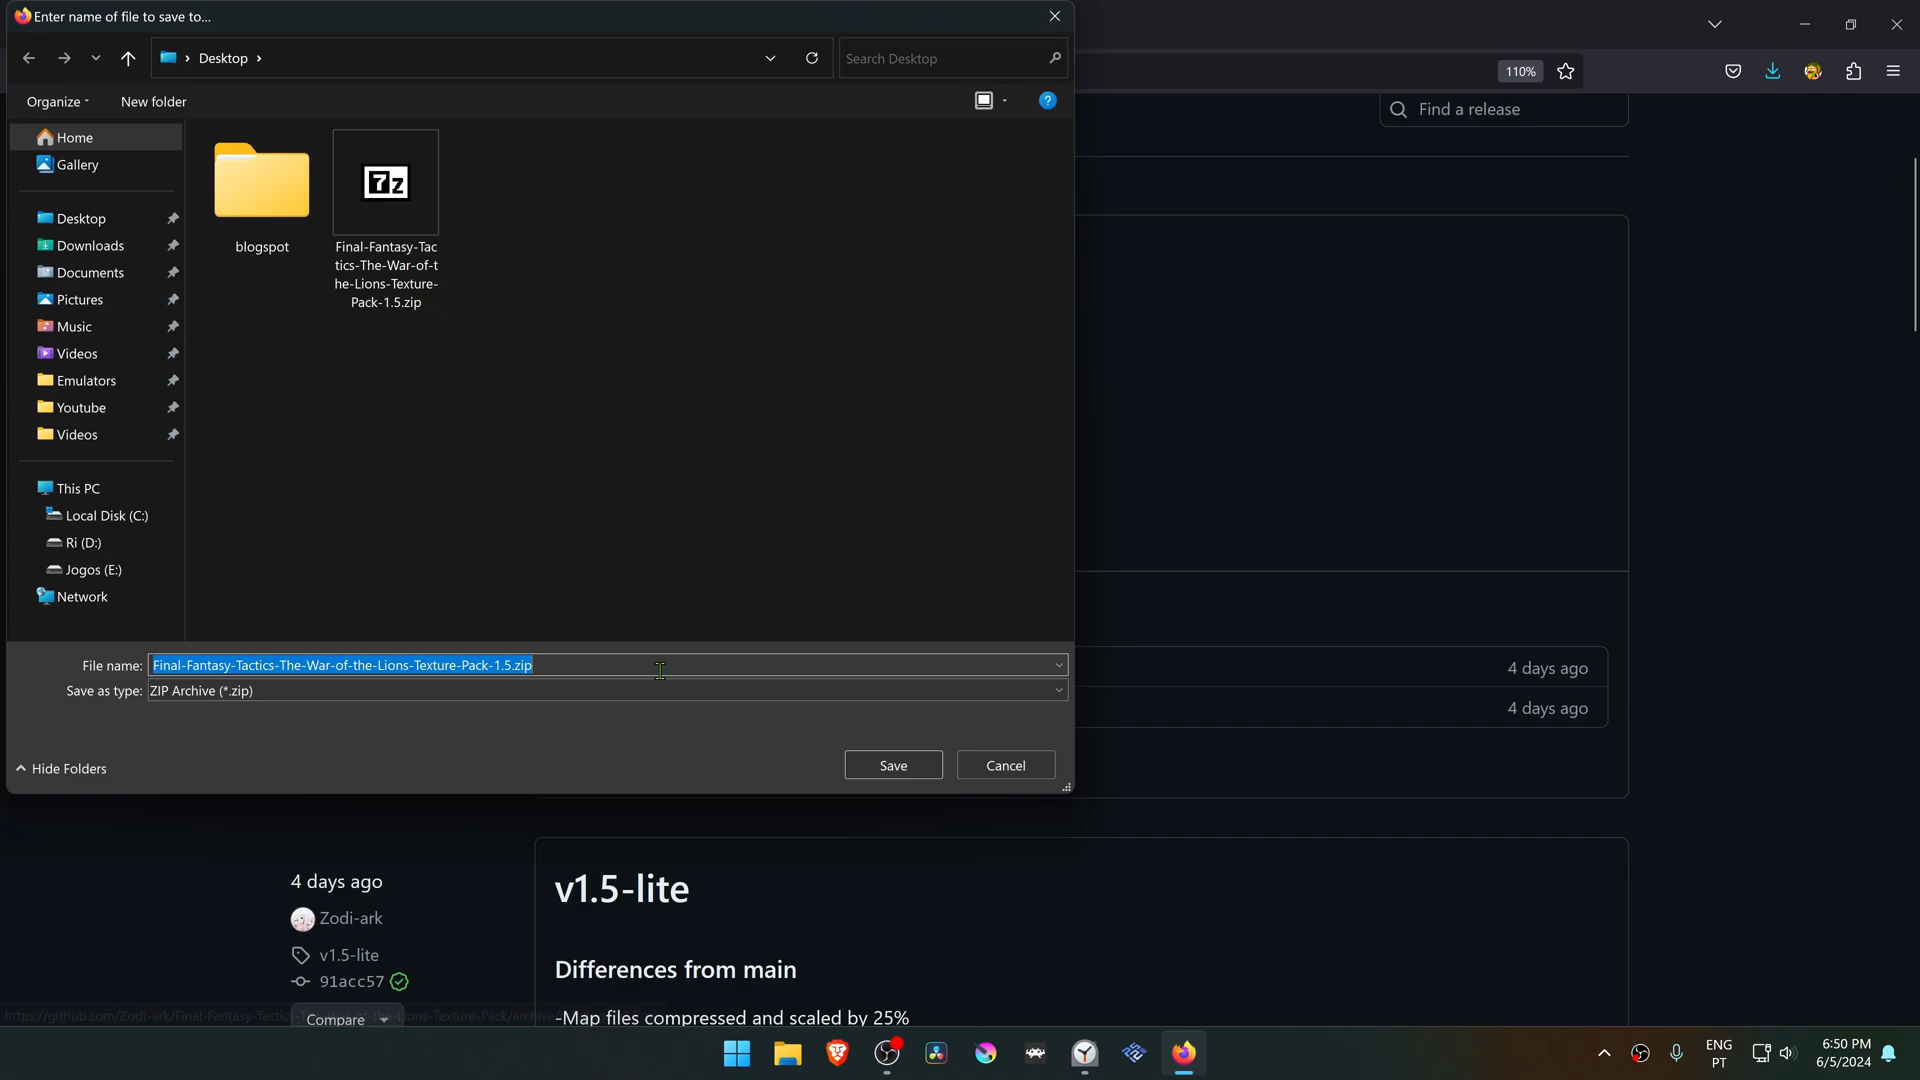 Enter name of file to save to...
Desktop
Search Desktop
110%
Organize
New folder
Find a release
Home
Gallery
Desktop
Downloads
Documents
Pictures
Music
Videos
Emulators
Youtube
Videos
This PC
Local Disk (C:)
Ri (D:)
Jogos (E:)
Network
blogspot
7z
Final-Fantasy-Tac
tics-The-War-of-t
he-Lions-Texture-
Pack-1.5.zip
File name: Final-Fantasy-Tactics-The-War-of-the-Lions-Texture-Pack-1.5.zip
Save as type: ZIP Archive (*.zip)
4 days ago
4 days ago
Hide Folders
Save
Cancel
4 days ago
Zodi-ark
v1.5-lite
91acc57
Compare
v1.5-lite
Differences from main
-Map files compressed and scaled by 25%
ENG
PT
6:50 PM
6/5/2024